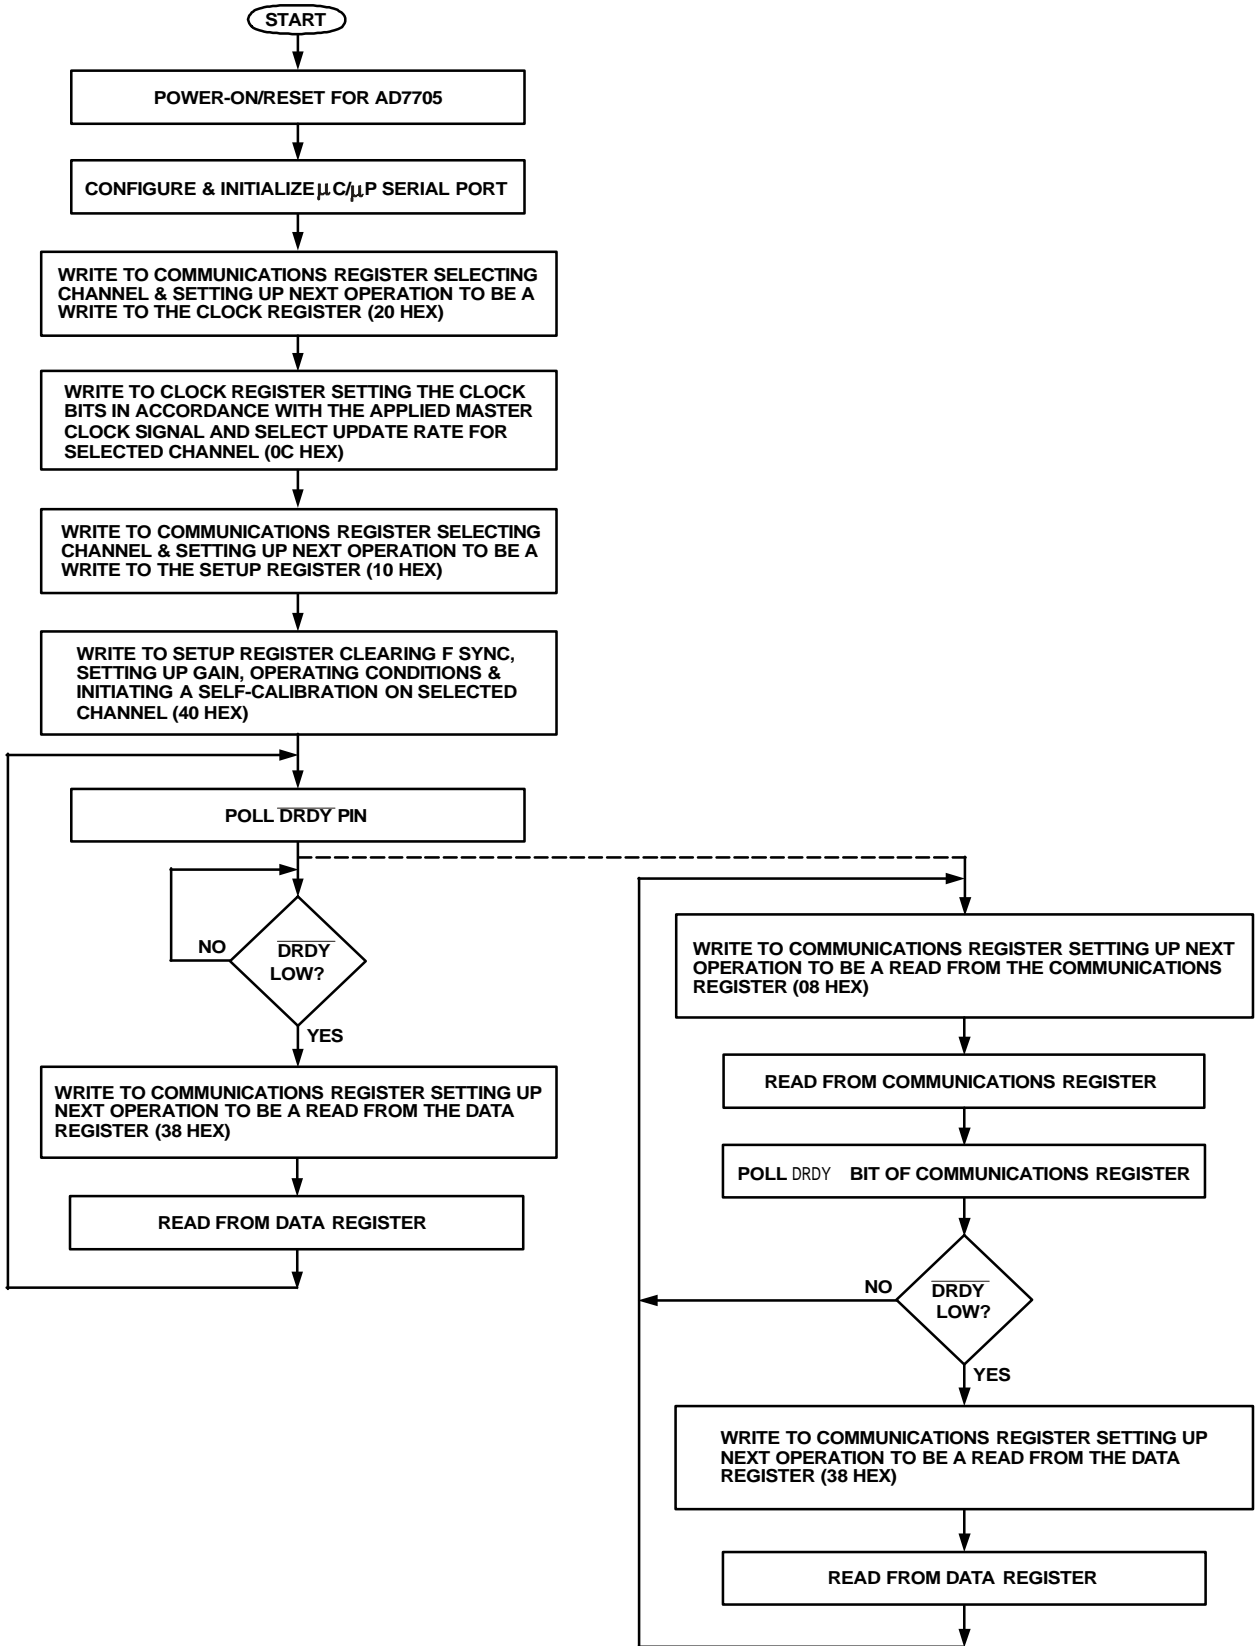 START
POWER-ON/RESET FOR AD7705
CONFIGURE & INITIALIZE μC/μP SERIAL PORT
WRITE TO COMMUNICATIONS REGISTER SELECTING
CHANNEL & SETTING UP NEXT OPERATION TO BE A
WRITE TO THE CLOCK REGISTER (20 HEX)
WRITE TO CLOCK REGISTER SETTING THE CLOCK
BITS IN ACCORDANCE WITH THE APPLIED MASTER
CLOCK SIGNAL AND SELECT UPDATE RATE FOR
SELECTED CHANNEL (0C HEX)
WRITE TO COMMUNICATIONS REGISTER SELECTING
CHANNEL & SETTING UP NEXT OPERATION TO BE A
WRITE TO THE SETUP REGISTER (10 HEX)
WRITE TO SETUP REGISTER CLEARING F SYNC,
SETTING UP GAIN, OPERATING CONDITIONS &
INITIATING A SELF-CALIBRATION ON SELECTED
CHANNEL (40 HEX)
POLL D̅R̅D̅Y̅ PIN
NO
D̅R̅D̅Y̅
LOW?
YES
WRITE TO COMMUNICATIONS REGISTER SETTING UP
NEXT OPERATION TO BE A READ FROM THE DATA
REGISTER (38 HEX)
READ FROM DATA REGISTER
WRITE TO COMMUNICATIONS REGISTER SETTING UP NEXT
OPERATION TO BE A READ FROM THE COMMUNICATIONS
REGISTER (08 HEX)
READ FROM COMMUNICATIONS REGISTER
POLL DRDY BIT OF COMMUNICATIONS REGISTER
NO
D̅R̅D̅Y̅
LOW?
YES
WRITE TO COMMUNICATIONS REGISTER SETTING UP
NEXT OPERATION TO BE A READ FROM THE DATA
REGISTER (38 HEX)
READ FROM DATA REGISTER